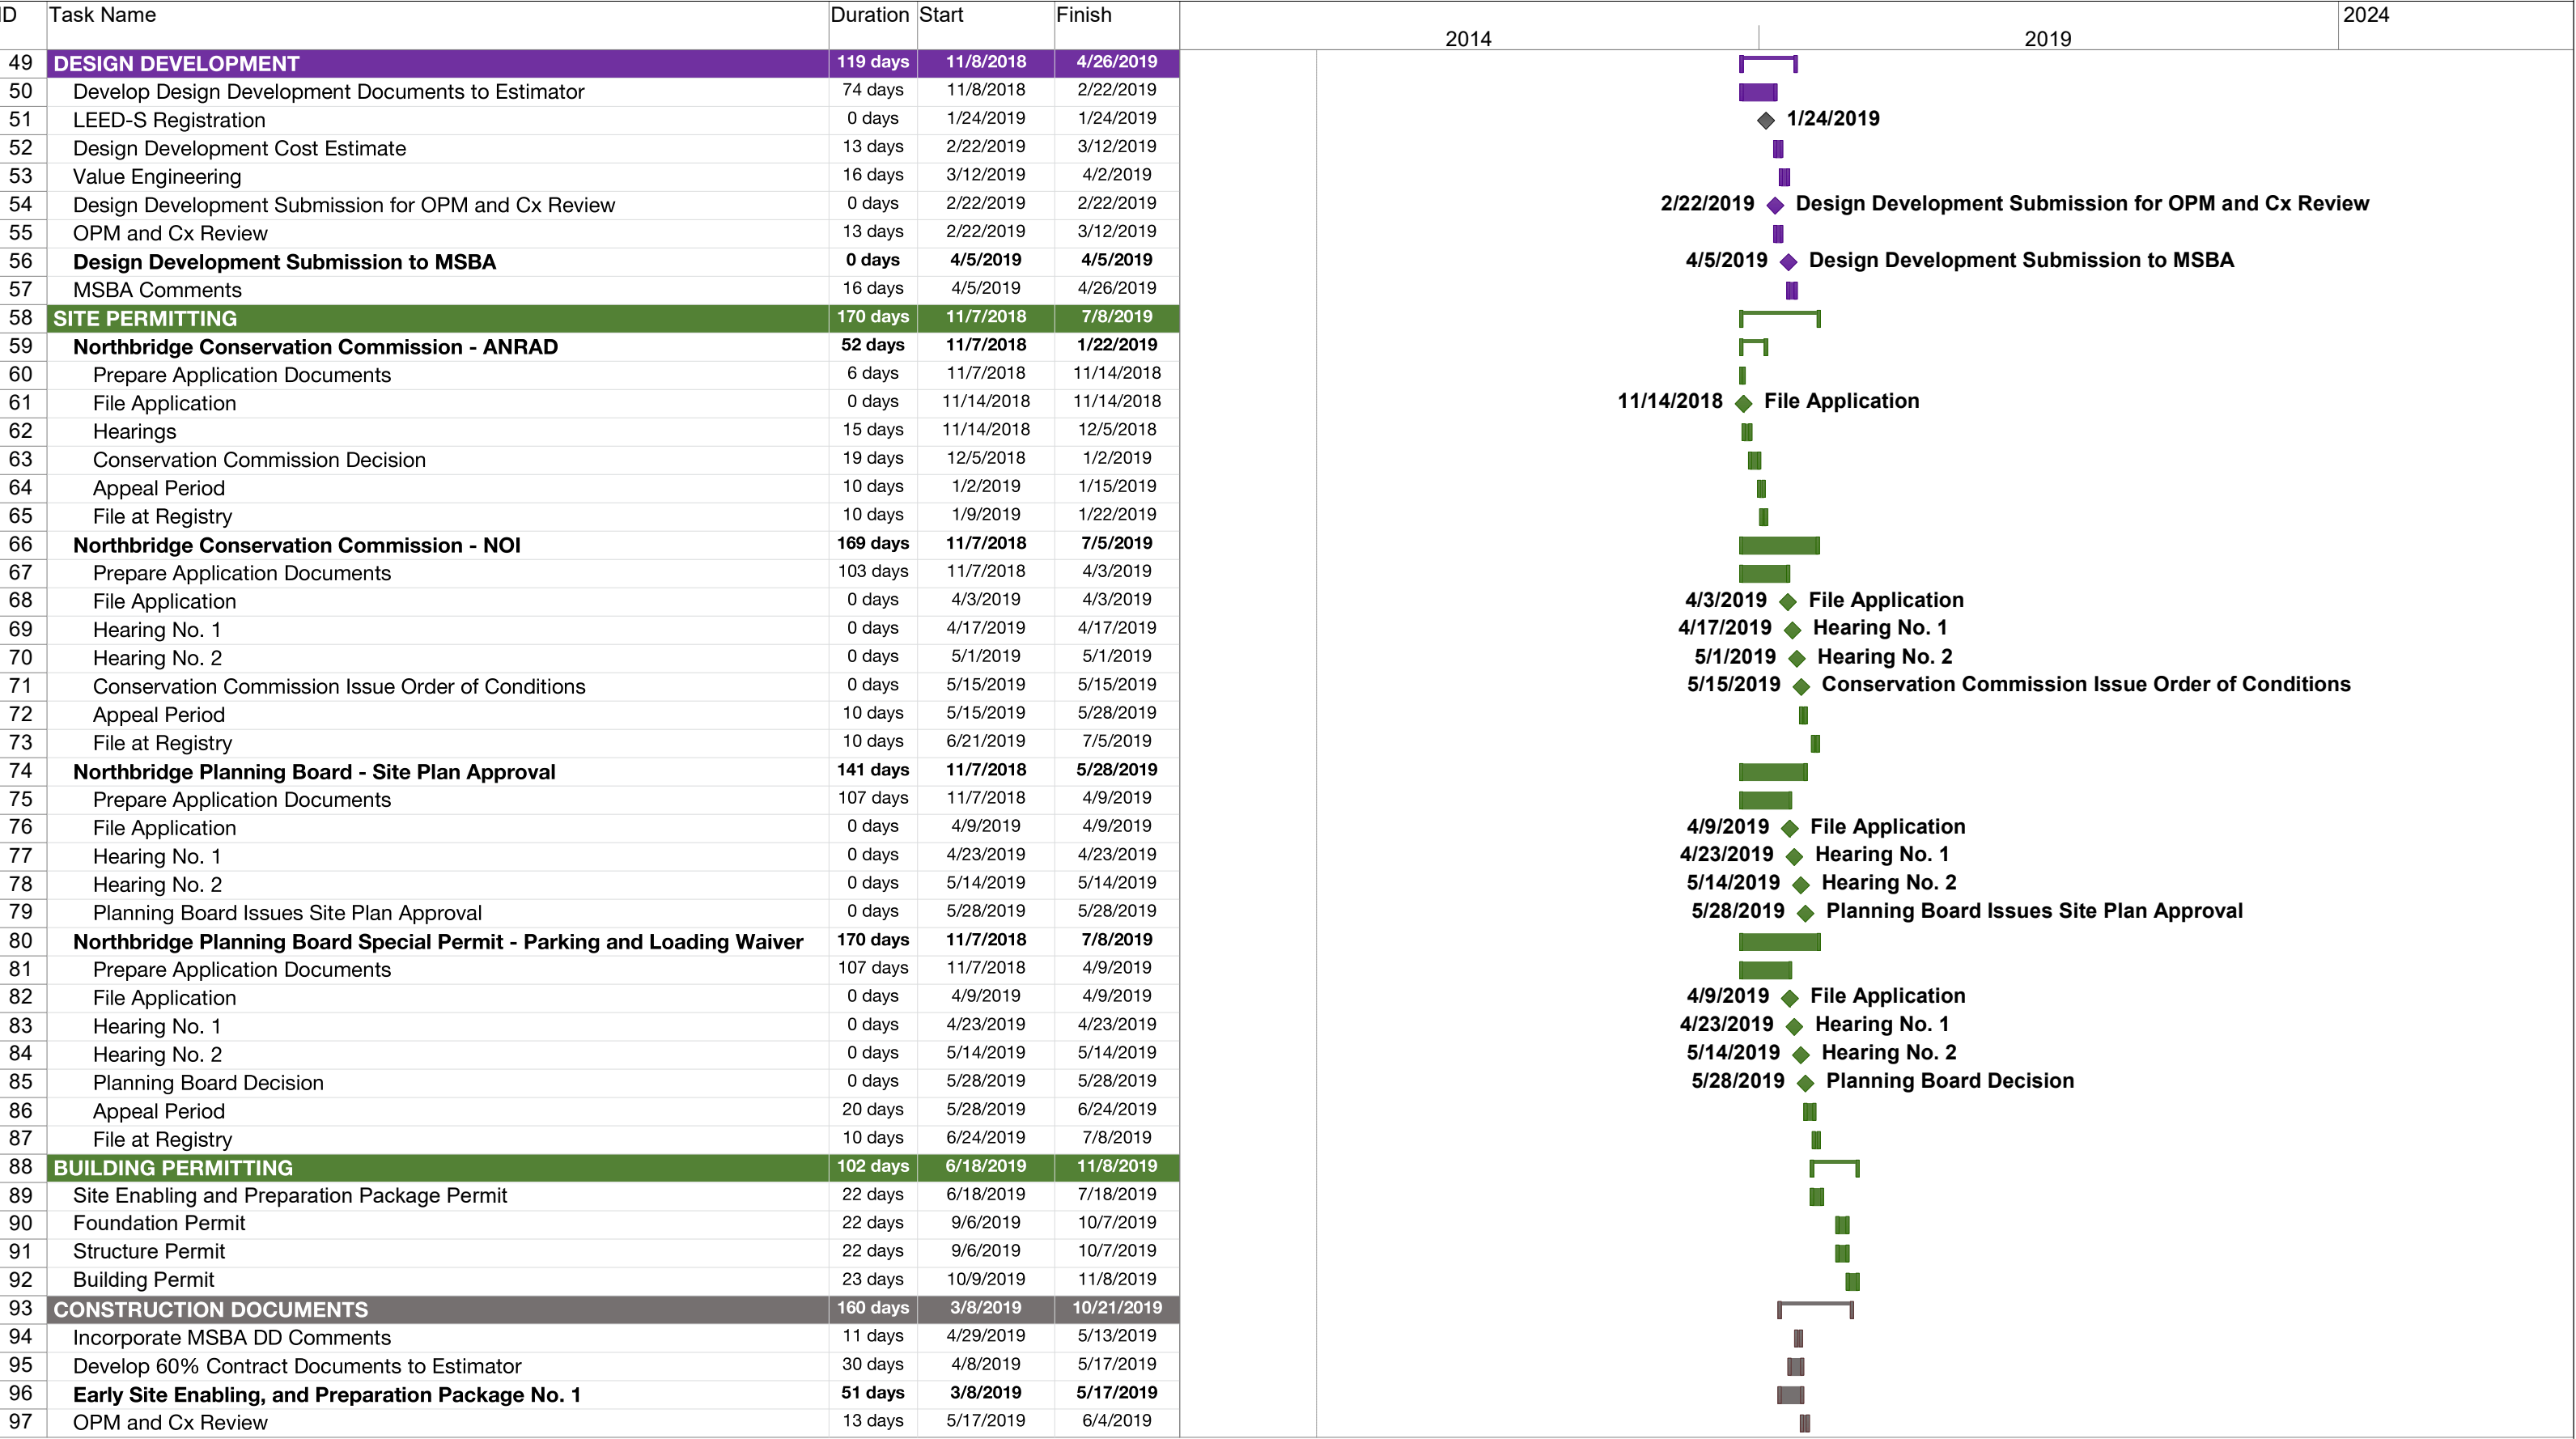 ID Task Name Duration Start Finish 2024
2014 2019
49 DESIGN DEVELOPMENT 119 days 11/8/2018 4/26/2019
50 Develop Design Development Documents to Estimator 74 days 11/8/2018 2/22/2019
51 LEED-S Registration 0 days 1/24/2019 1/24/2019 1/24/2019
52 Design Development Cost Estimate 13 days 2/22/2019 3/12/2019
53 Value Engineering 16 days 3/12/2019 4/2/2019
54 Design Development Submission for OPM and Cx Review 0 days 2/22/2019 2/22/2019 2/22/2019 Design Development Submission for OPM and Cx Review
55 OPM and Cx Review 13 days 2/22/2019 3/12/2019
56 Design Development Submission to MSBA 0 days 4/5/2019 4/5/2019 4/5/2019 Design Development Submission to MSBA
57 MSBA Comments 16 days 4/5/2019 4/26/2019
58 SITE PERMITTING 170 days 11/7/2018 7/8/2019
59 Northbridge Conservation Commission - ANRAD 52 days 11/7/2018 1/22/2019
60 Prepare Application Documents 6 days 11/7/2018 11/14/2018
61 File Application 0 days 11/14/2018 11/14/2018 11/14/2018 File Application
62 Hearings 15 days 11/14/2018 12/5/2018
63 Conservation Commission Decision 19 days 12/5/2018 1/2/2019
64 Appeal Period 10 days 1/2/2019 1/15/2019
65 File at Registry 10 days 1/9/2019 1/22/2019
66 Northbridge Conservation Commission - NOI 169 days 11/7/2018 7/5/2019
67 Prepare Application Documents 103 days 11/7/2018 4/3/2019
68 File Application 0 days 4/3/2019 4/3/2019 4/3/2019 File Application
69 Hearing No. 1 0 days 4/17/2019 4/17/2019 4/17/2019 Hearing No. 1
70 Hearing No. 2 0 days 5/1/2019 5/1/2019 5/1/2019 Hearing No. 2
71 Conservation Commission Issue Order of Conditions 0 days 5/15/2019 5/15/2019 5/15/2019 Conservation Commission Issue Order of Conditions
72 Appeal Period 10 days 5/15/2019 5/28/2019
73 File at Registry 10 days 6/21/2019 7/5/2019
74 Northbridge Planning Board - Site Plan Approval 141 days 11/7/2018 5/28/2019
75 Prepare Application Documents 107 days 11/7/2018 4/9/2019
76 File Application 0 days 4/9/2019 4/9/2019 4/9/2019 File Application
77 Hearing No. 1 0 days 4/23/2019 4/23/2019 4/23/2019 Hearing No. 1
78 Hearing No. 2 0 days 5/14/2019 5/14/2019 5/14/2019 Hearing No. 2
79 Planning Board Issues Site Plan Approval 0 days 5/28/2019 5/28/2019 5/28/2019 Planning Board Issues Site Plan Approval
80 Northbridge Planning Board Special Permit - Parking and Loading Waiver 170 days 11/7/2018 7/8/2019
81 Prepare Application Documents 107 days 11/7/2018 4/9/2019
82 File Application 0 days 4/9/2019 4/9/2019 4/9/2019 File Application
83 Hearing No. 1 0 days 4/23/2019 4/23/2019 4/23/2019 Hearing No. 1
84 Hearing No. 2 0 days 5/14/2019 5/14/2019 5/14/2019 Hearing No. 2
85 Planning Board Decision 0 days 5/28/2019 5/28/2019 5/28/2019 Planning Board Decision
86 Appeal Period 20 days 5/28/2019 6/24/2019
87 File at Registry 10 days 6/24/2019 7/8/2019
88 BUILDING PERMITTING 102 days 6/18/2019 11/8/2019
89 Site Enabling and Preparation Package Permit 22 days 6/18/2019 7/18/2019
90 Foundation Permit 22 days 9/6/2019 10/7/2019
91 Structure Permit 22 days 9/6/2019 10/7/2019
92 Building Permit 23 days 10/9/2019 11/8/2019
93 CONSTRUCTION DOCUMENTS 160 days 3/8/2019 10/21/2019
94 Incorporate MSBA DD Comments 11 days 4/29/2019 5/13/2019
95 Develop 60% Contract Documents to Estimator 30 days 4/8/2019 5/17/2019
96 Early Site Enabling, and Preparation Package No. 1 51 days 3/8/2019 5/17/2019
97 OPM and Cx Review 13 days 5/17/2019 6/4/2019